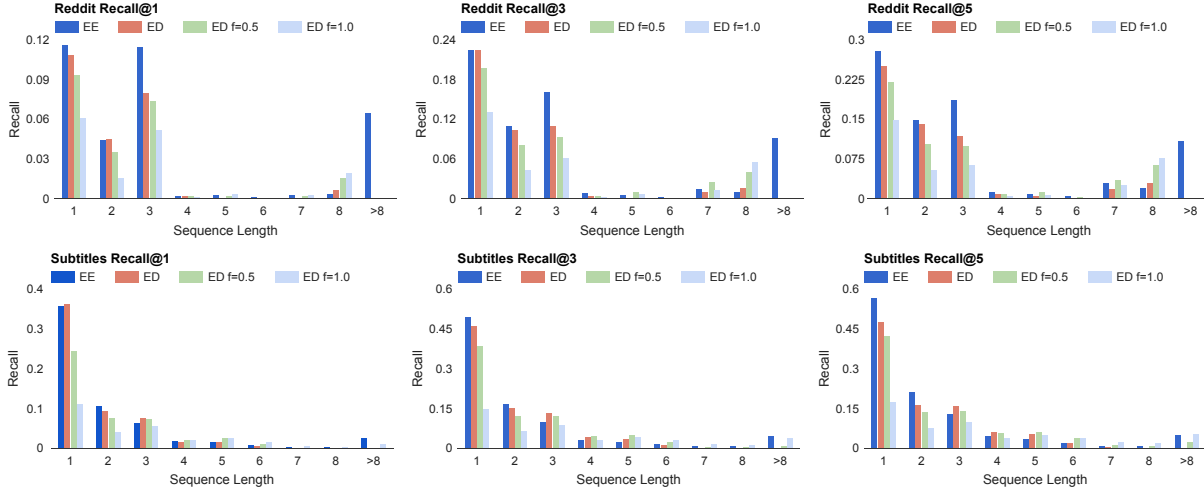 Reddit Recall@1
EE ED ED f=0.5 ED f=1.0
0.12
0.09
0.06
0.03
0
Recall
1 2 3 4 5 6 7 8 >8
Sequence Length
Reddit Recall@3
EE ED ED f=0.5 ED f=1.0
0.24
0.18
0.12
0.06
0
Recall
1 2 3 4 5 6 7 8 >8
Sequence Length
Reddit Recall@5
EE ED ED f=0.5 ED f=1.0
0.3
0.225
0.15
0.075
0
Recall
1 2 3 4 5 6 7 8 >8
Sequence Length
Subtitles Recall@1
EE ED ED f=0.5 ED f=1.0
0.4
0.3
0.2
0.1
0
Recall
1 2 3 4 5 6 7 8 >8
Sequence Length
Subtitles Recall@3
EE ED ED f=0.5 ED f=1.0
0.6
0.45
0.3
0.15
0
Recall
1 2 3 4 5 6 7 8 >8
Sequence Length
Subtitles Recall@5
EE ED ED f=0.5 ED f=1.0
0.6
0.45
0.3
0.15
0
Recall
1 2 3 4 5 6 7 8 >8
Sequence Length